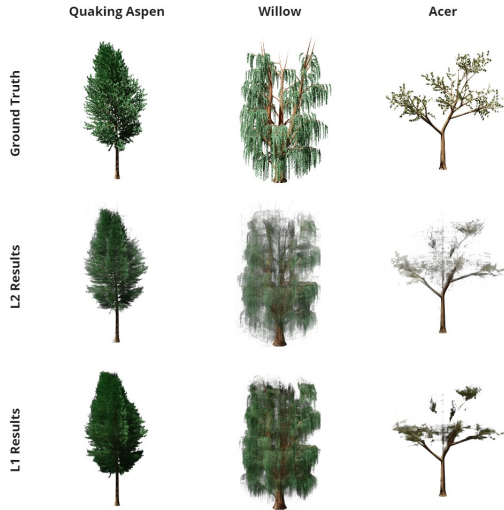 Quaking Aspen
Willow
Acer
Ground Truth
L2 Results
L1 Results